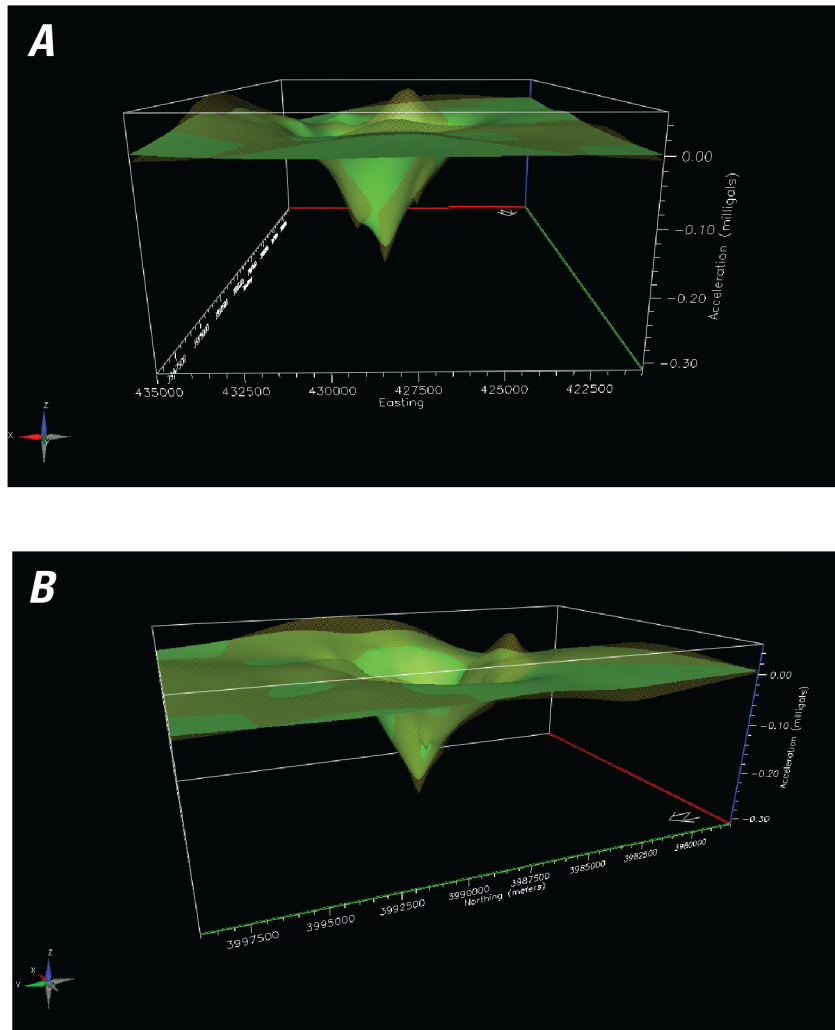 A
0.00
-0.10
-0.20
-0.30
Acceleration (milligals)
435000 432500 430000 427500 425000 422500
Easting
Z
X
B
0.00
-0.10
-0.20
-0.30
Acceleration (milligals)
3997500 3995000 3992500 3990000 3987500 3985000 3982500 3980000
Northing (meters)
Z
X
Y